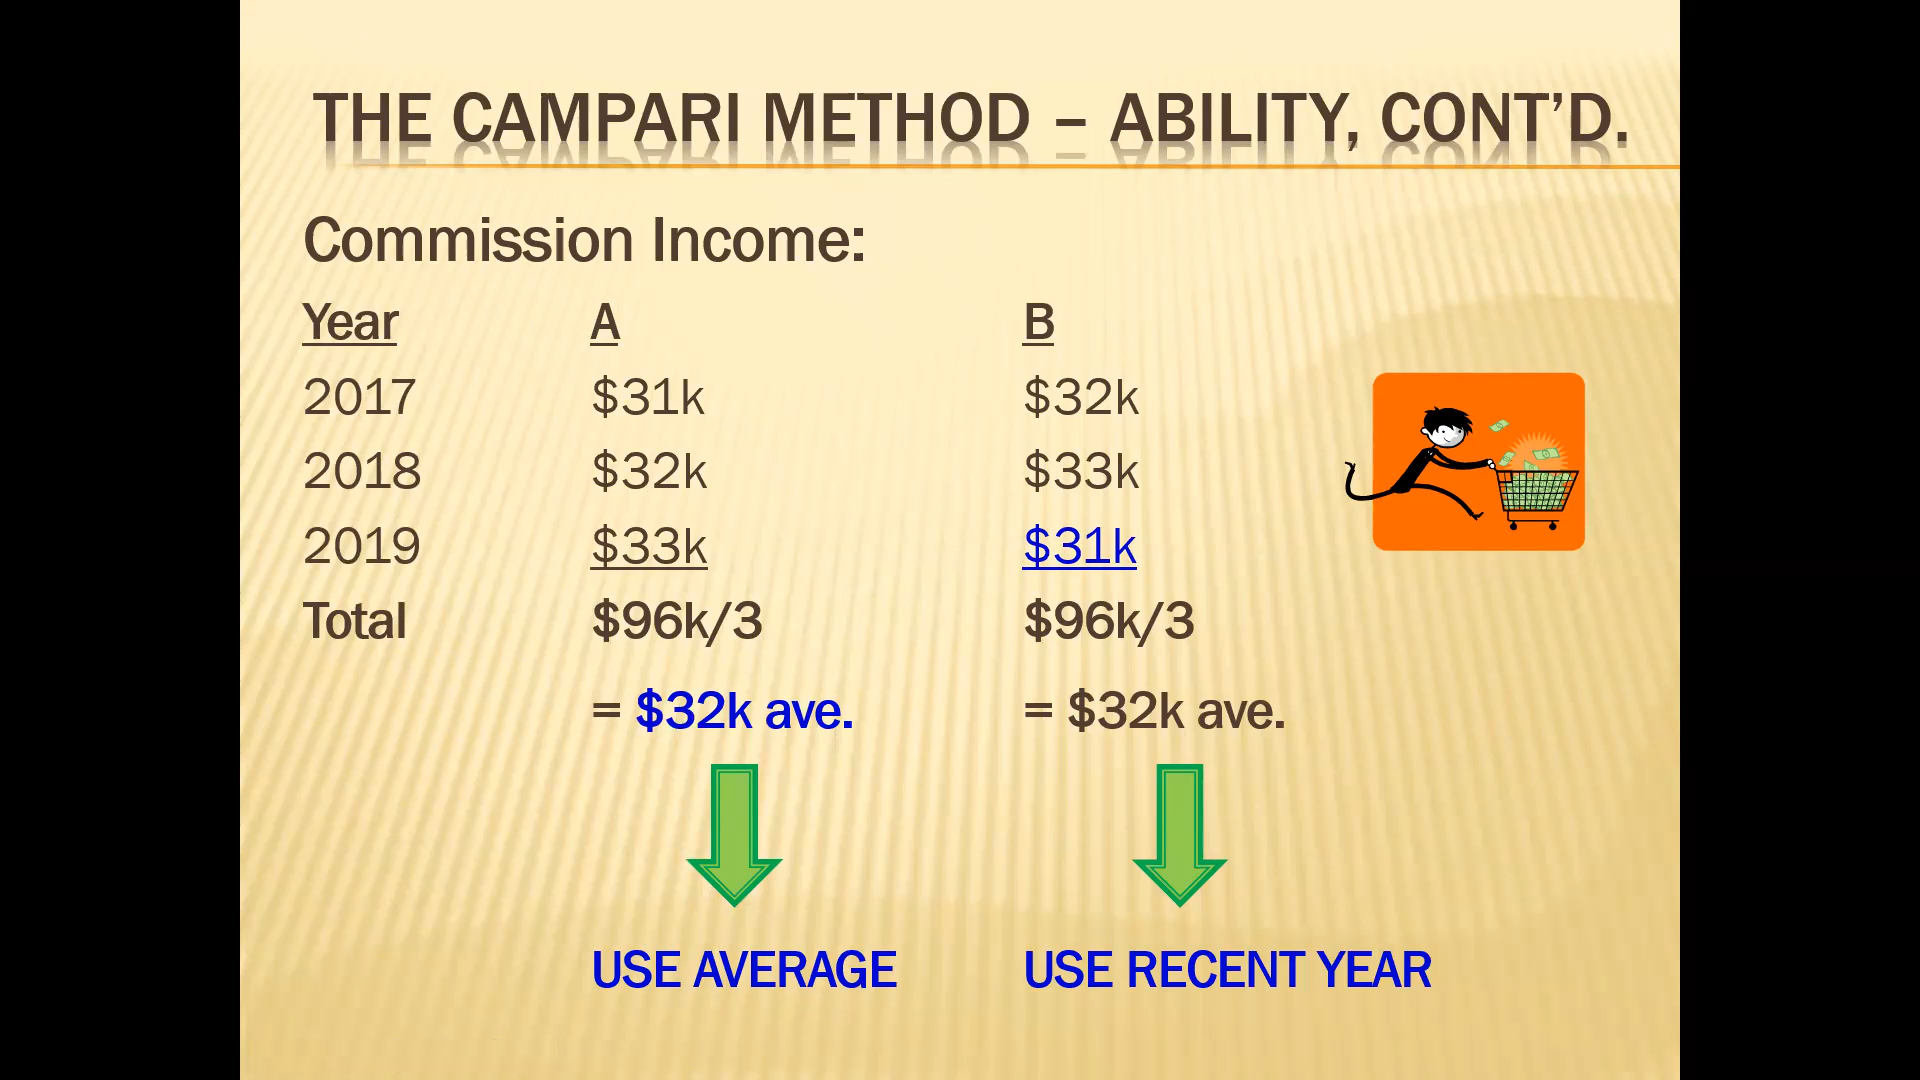 THE CAMPARI METHOD – ABILITY, CONT’D.
Commission Income:
Year A B
2017 $31k $32k
2018 $32k $33k
2019 $33k $31k
Total $96k/3 $96k/3
= $32k ave. = $32k ave.
USE AVERAGE USE RECENT YEAR